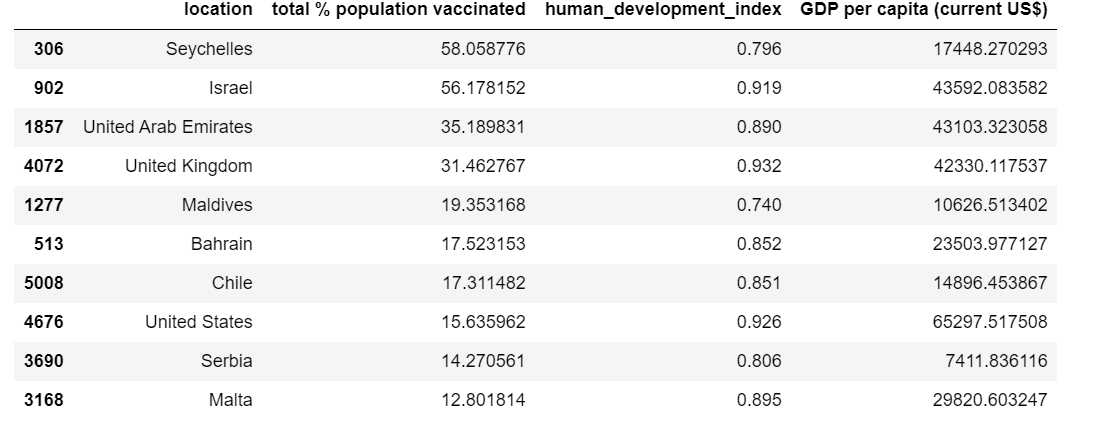 location total % population vaccinated human_development_index GDP per capita (current US$)
306 Seychelles 58.058776 0.796 17448.270293
902 Israel 56.178152 0.919 43592.083582
1857 United Arab Emirates 35.189831 0.890 43103.323058
4072 United Kingdom 31.462767 0.932 42330.117537
1277 Maldives 19.353168 0.740 10626.513402
513 Bahrain 17.523153 0.852 23503.977127
5008 Chile 17.311482 0.851 14896.453867
4676 United States 15.635962 0.926 65297.517508
3690 Serbia 14.270561 0.806 7411.836116
3168 Malta 12.801814 0.895 29820.603247